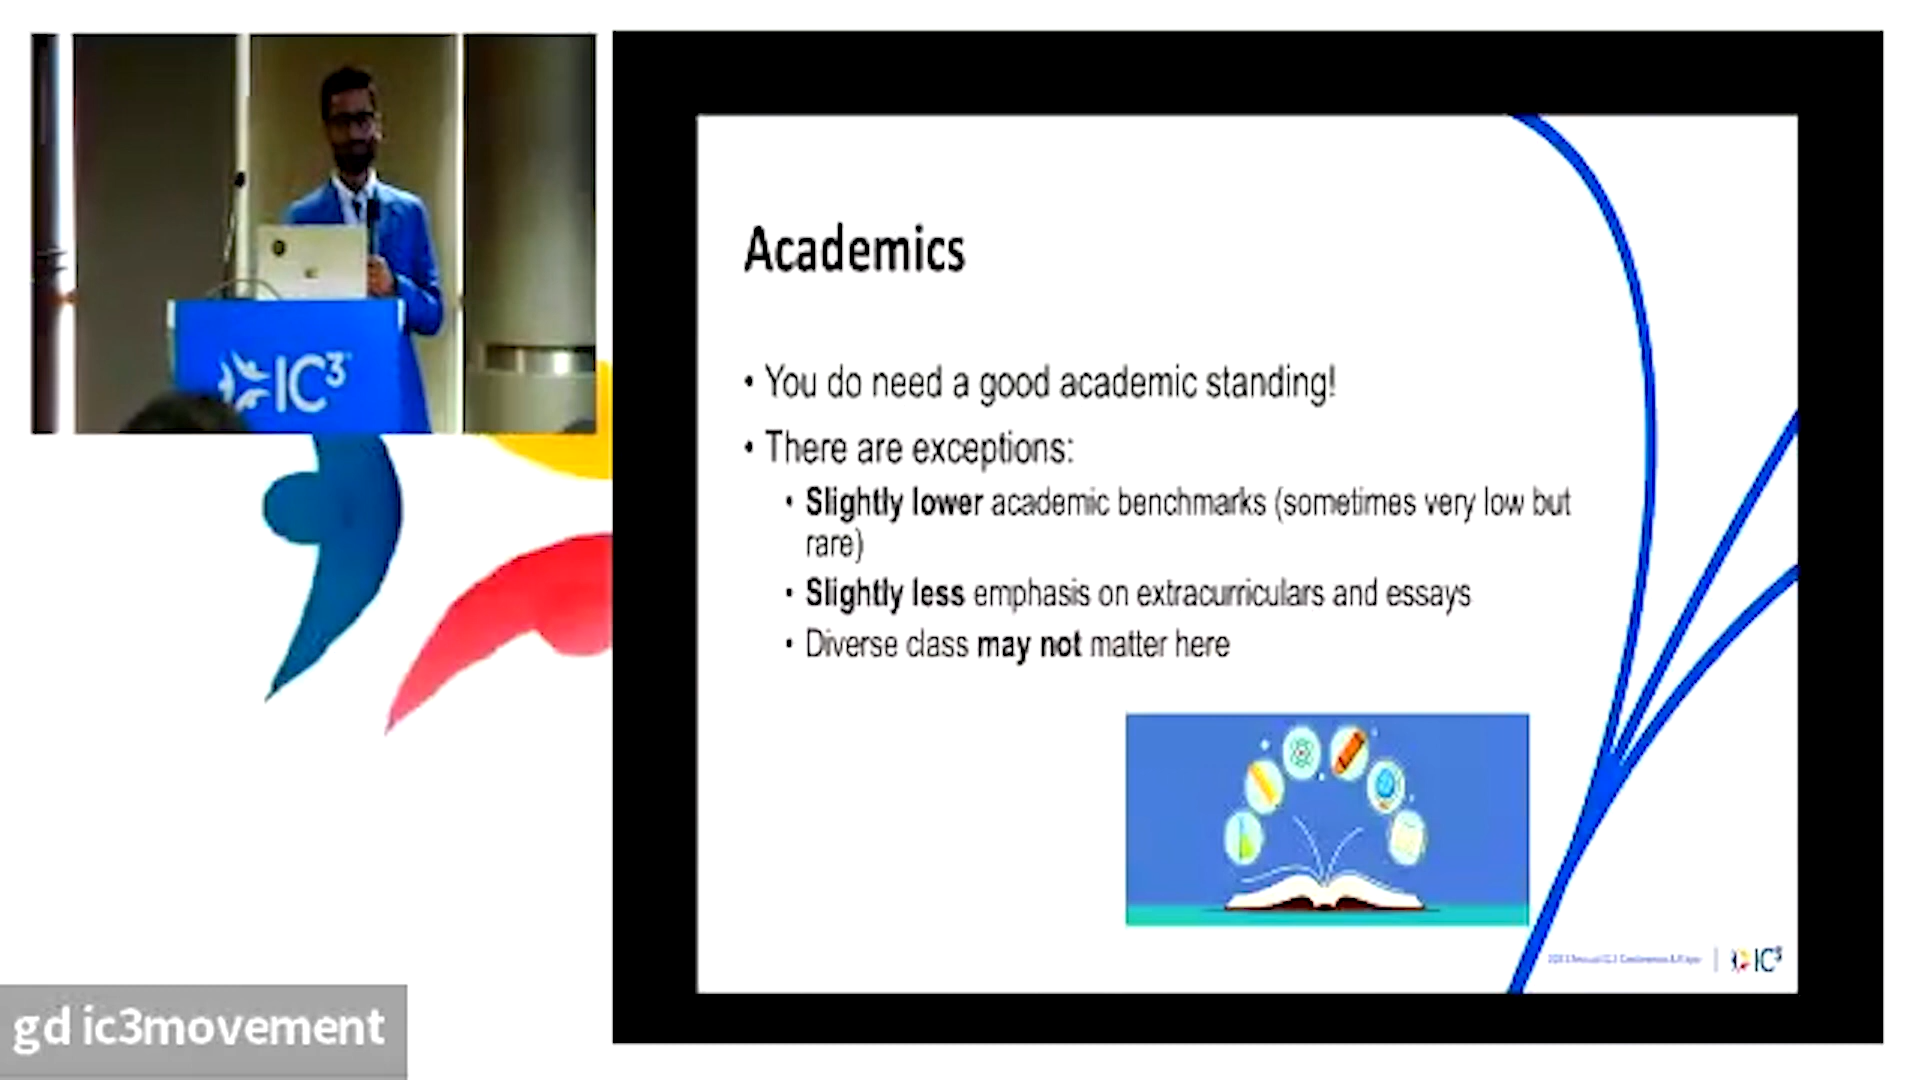 IC3
Academics
• You do need a good academic standing!
• There are exceptions:
• Slightly lower academic benchmarks (sometimes very low but
rare)
• Slightly less emphasis on extracurriculars and essays
• Diverse class may not matter here
IC3
gd ic3movement